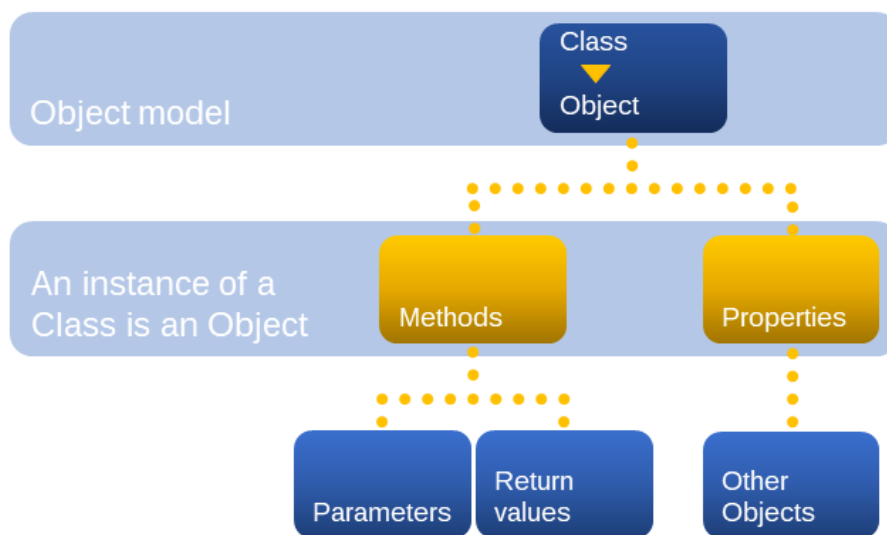 Class
Object
Object model
An instance of a
Class is an Object
Methods
Properties
Parameters
Return
values
Other
Objects